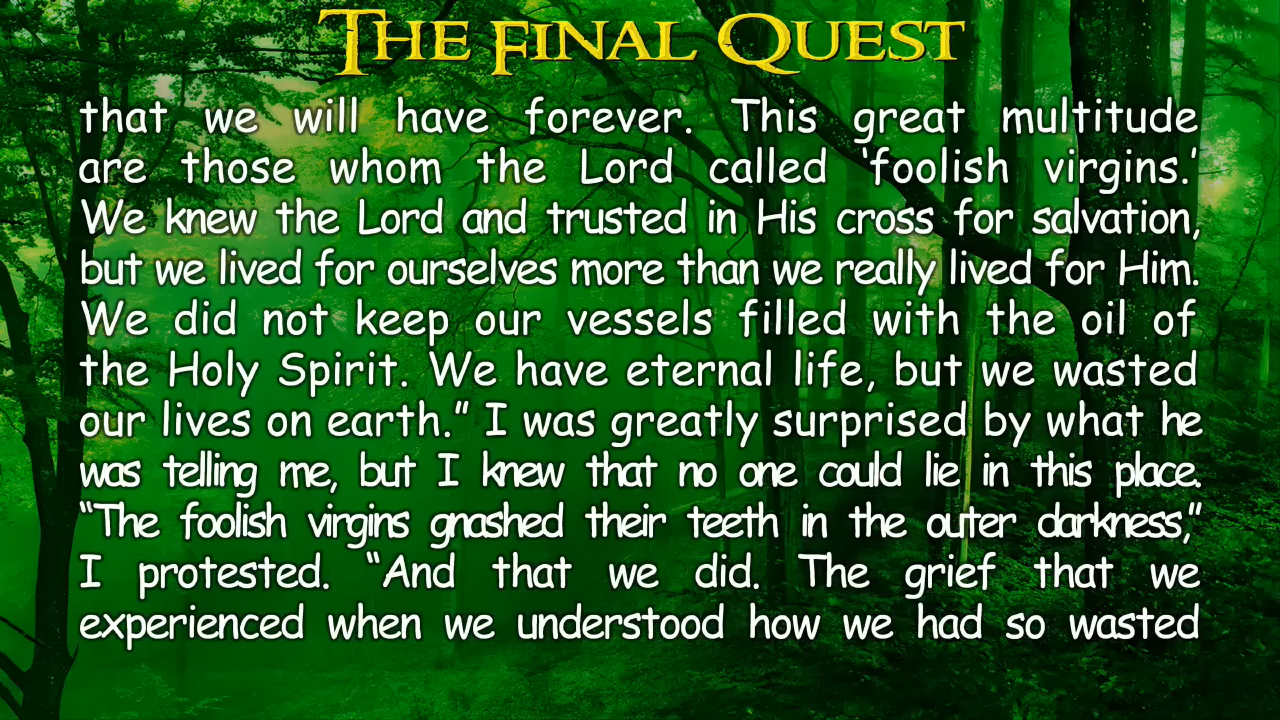 THE FINAL QUEST
that we will have forever. This great multitude
are those whom the Lord called ‘foolish virgins.’
We knew the Lord and trusted in His cross for salvation,
but we lived for ourselves more than we really lived for Him.
We did not keep our vessels filled with the oil of
the Holy Spirit. We have eternal life, but we wasted
our lives on earth.” I was greatly surprised by what he
was telling me, but I knew that no one could lie in this place.
“The foolish virgins gnashed their teeth in the outer darkness,”
I protested. “And that we did. The grief that we
experienced when we understood how we had so wasted